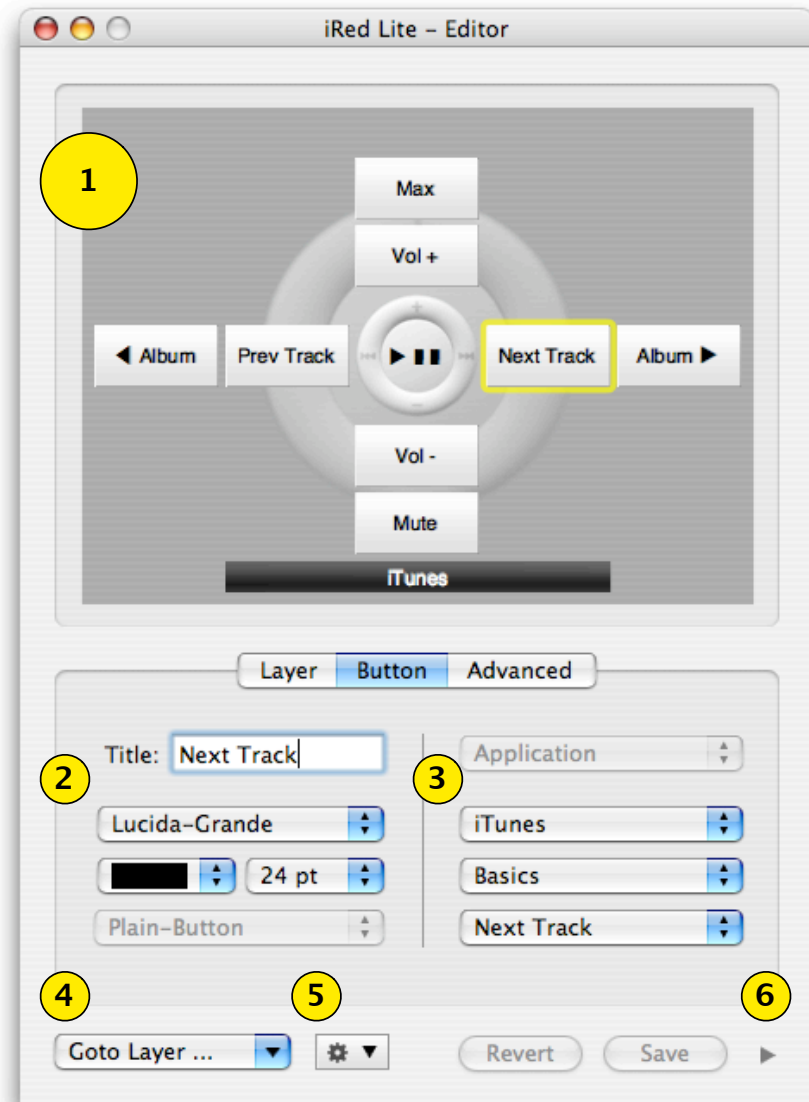 iRed Lite – Editor
1
Max
Vol +
◀ Album
Prev Track
Next Track
Album ▶
Vol -
Mute
iTunes
Layer
Button
Advanced
2
Title: Next Track
Lucida-Grande
24 pt
Plain-Button
3
Application
iTunes
Basics
Next Track
4
Goto Layer ...
5
Revert
Save
6